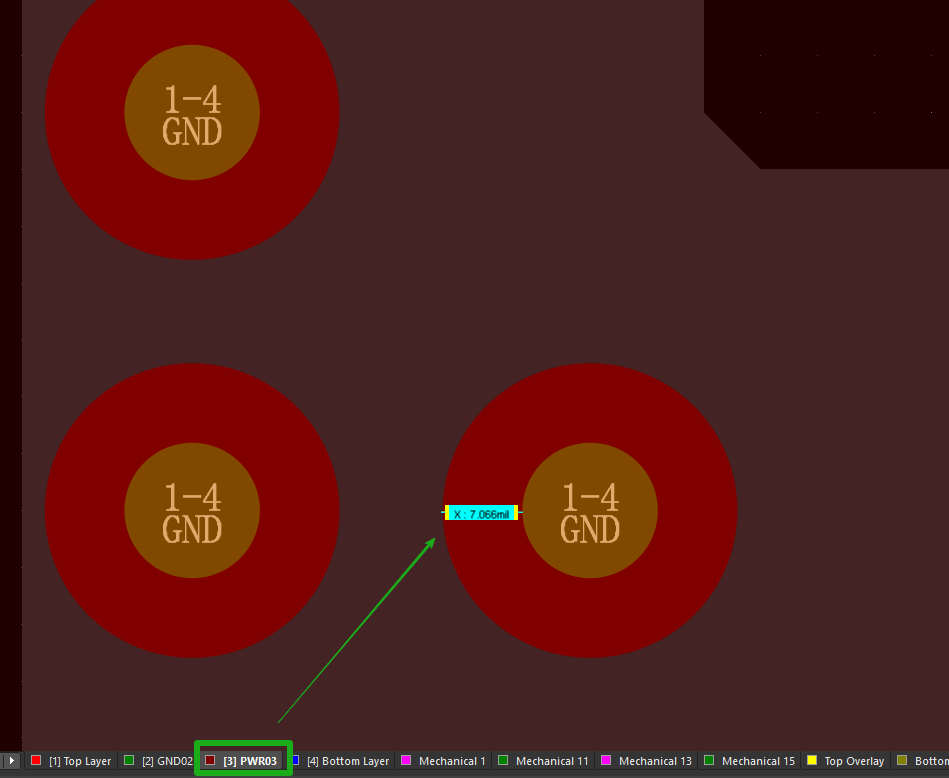 1-4
GND
1-4
GND
X : 7.066mil
1-4
GND
[1] Top Layer
[2] GND02
[3] PWR03
[4] Bottom Layer
Mechanical 1
Mechanical 11
Mechanical 13
Mechanical 15
Top Overlay
Botto